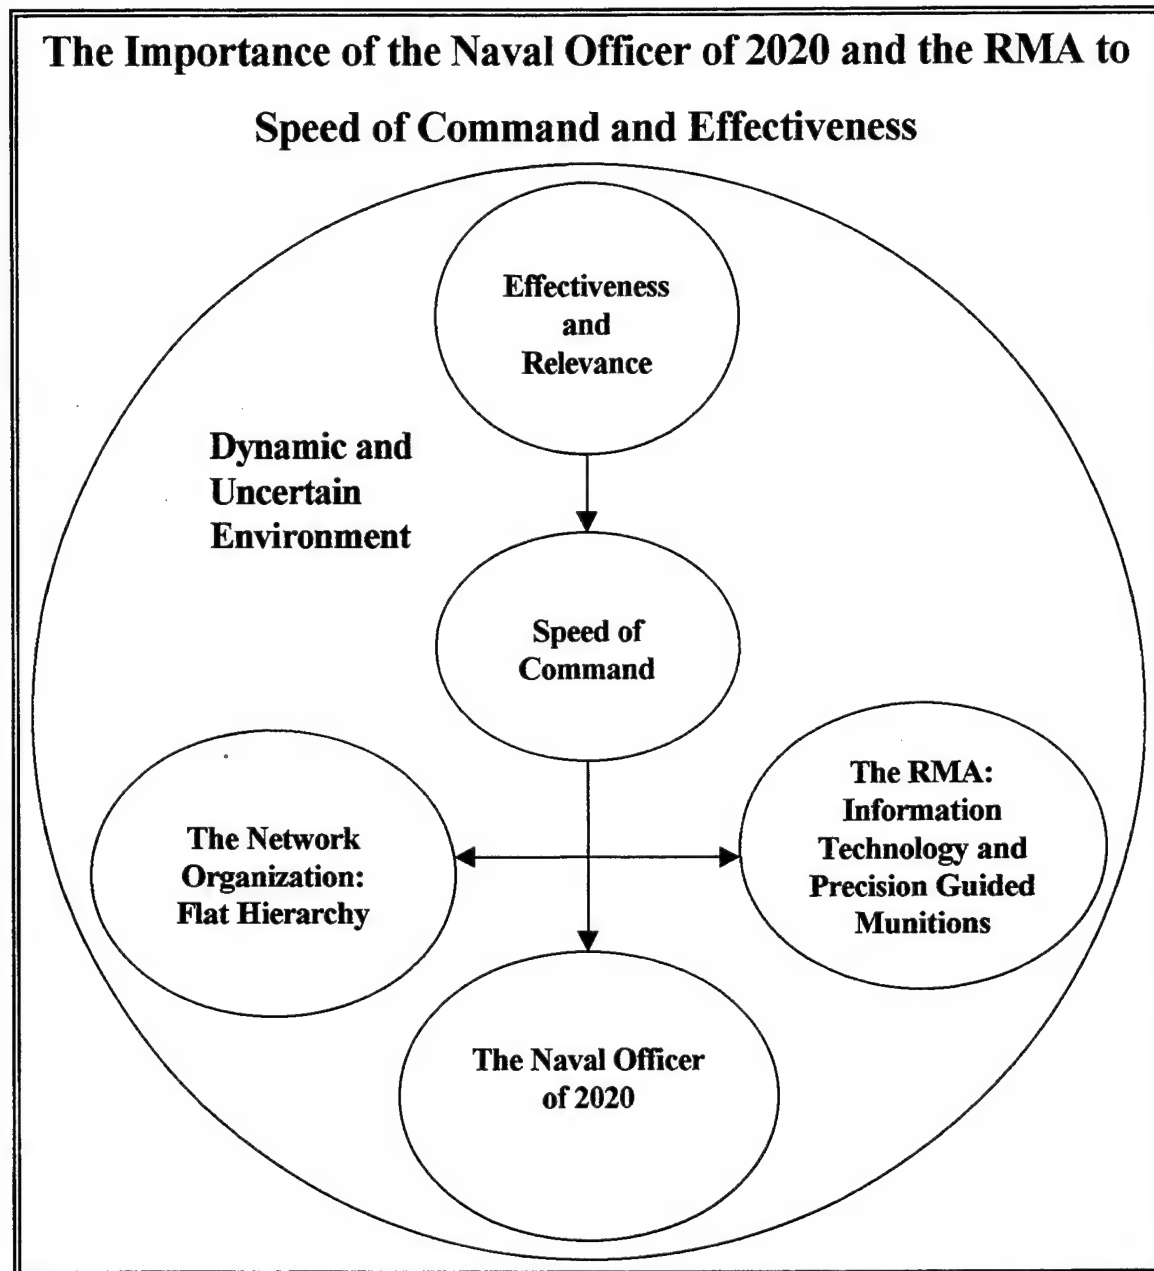 The Importance of the Naval Officer of 2020 and the RMA to
Speed of Command and Effectiveness
Effectiveness
and
Relevance
Dynamic and
Uncertain
Environment
Speed of
Command
The Network
Organization:
Flat Hierarchy
The RMA:
Information
Technology and
Precision Guided
Munitions
The Naval Officer
of 2020